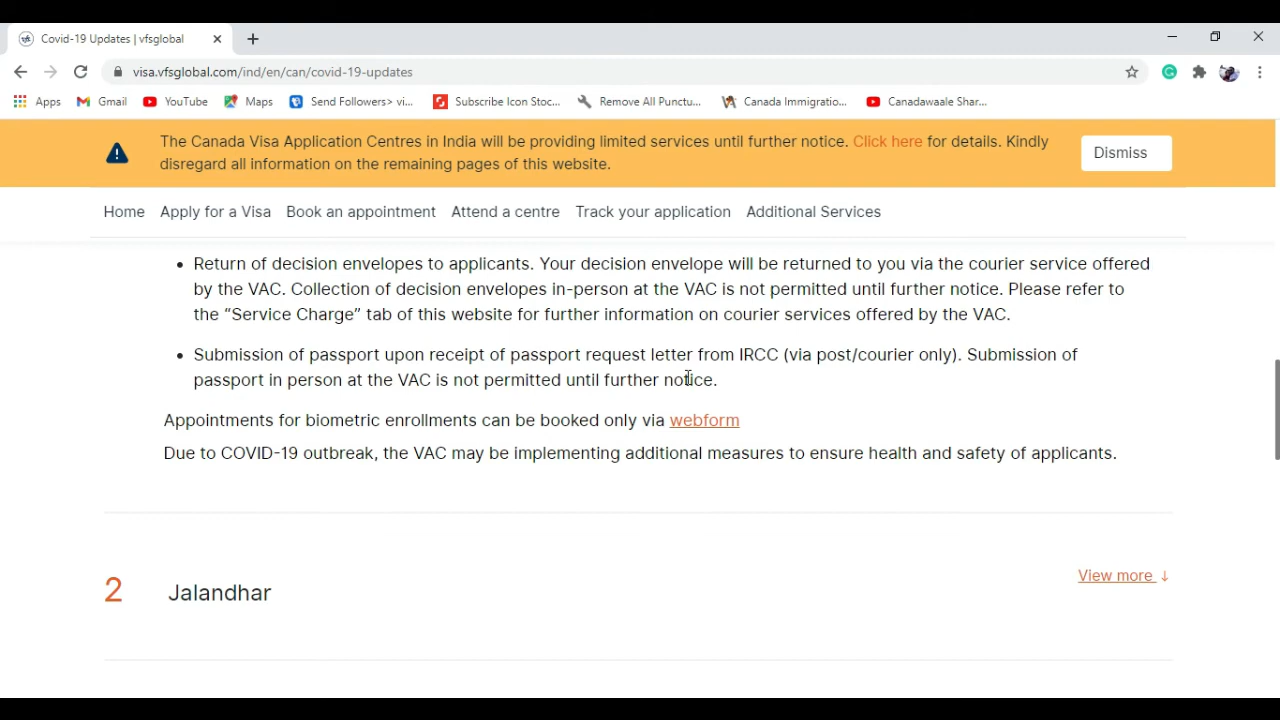 Covid-19 Updates | vfsglobal
visa.vfsglobal.com/ind/en/can/covid-19-updates
Apps Gmail YouTube Maps Send Followers> vi... Subscribe Icon Stoc... Remove All Punctu... Canada Immigratio... Canadawaale Shar...
The Canada Visa Application Centres in India will be providing limited services until further notice. Click here for details. Kindly
disregard all information on the remaining pages of this website.
Dismiss
Home Apply for a Visa Book an appointment Attend a centre Track your application Additional Services
• Return of decision envelopes to applicants. Your decision envelope will be returned to you via the courier service offered
by the VAC. Collection of decision envelopes in-person at the VAC is not permitted until further notice. Please refer to
the “Service Charge” tab of this website for further information on courier services offered by the VAC.
• Submission of passport upon receipt of passport request letter from IRCC (via post/courier only). Submission of
passport in person at the VAC is not permitted until further notice.
Appointments for biometric enrollments can be booked only via webform
Due to COVID-19 outbreak, the VAC may be implementing additional measures to ensure health and safety of applicants.
2 Jalandhar View more ↓